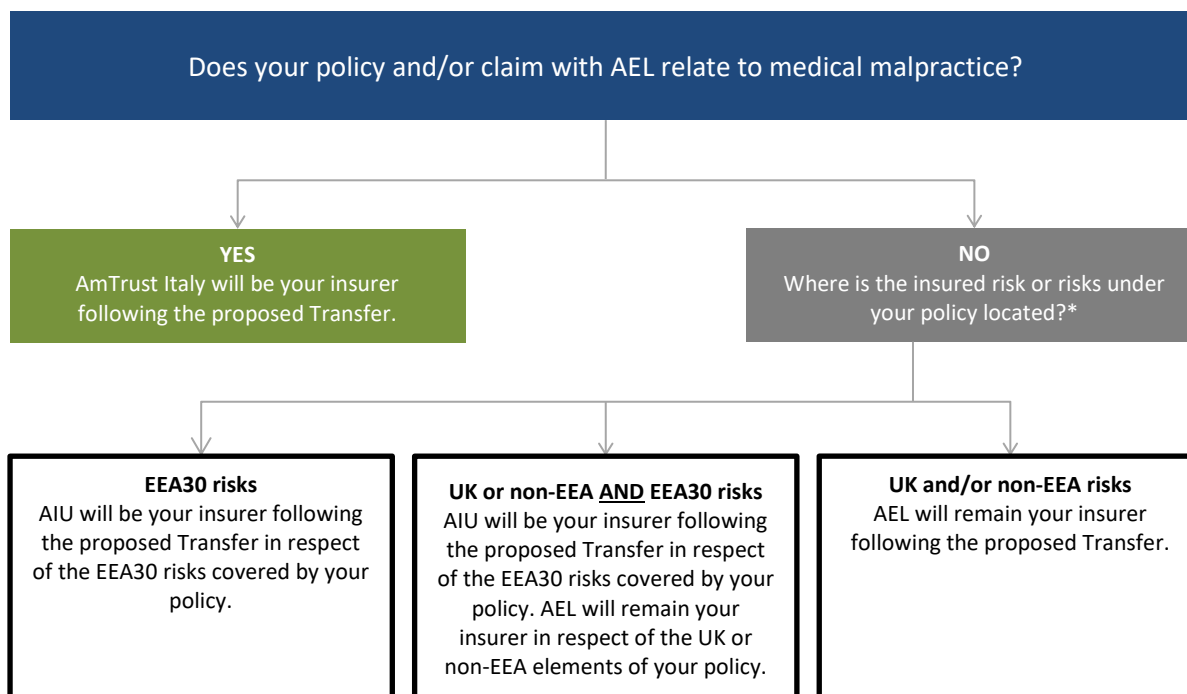 Does your policy and/or claim with AEL relate to medical malpractice?
YES
AmTrust Italy will be your insurer
following the proposed Transfer.
NO
Where is the insured risk or risks under
your policy located?*
EEA30 risks
AIU will be your insurer following
the proposed Transfer in respect
of the EEA30 risks covered by your
policy.
UK or non-EEA AND EEA30 risks
AIU will be your insurer following
the proposed Transfer in respect
of the EEA30 risks covered by your
policy. AEL will remain your
insurer in respect of the UK or
non-EEA elements of your policy.
UK and/or non-EEA risks
AEL will remain your insurer
following the proposed Transfer.